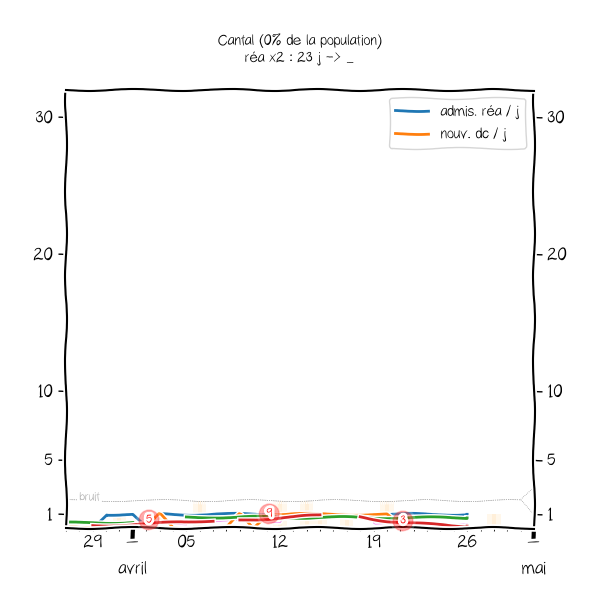 Cantal (0% de la population)
réa x2 : 23 j -> _
admis. réa / j
nouv. dc / j
30
30
20
20
10
10
5
5
bruit
1
1
5
9
3
29
05
12
19
26
avril
mai